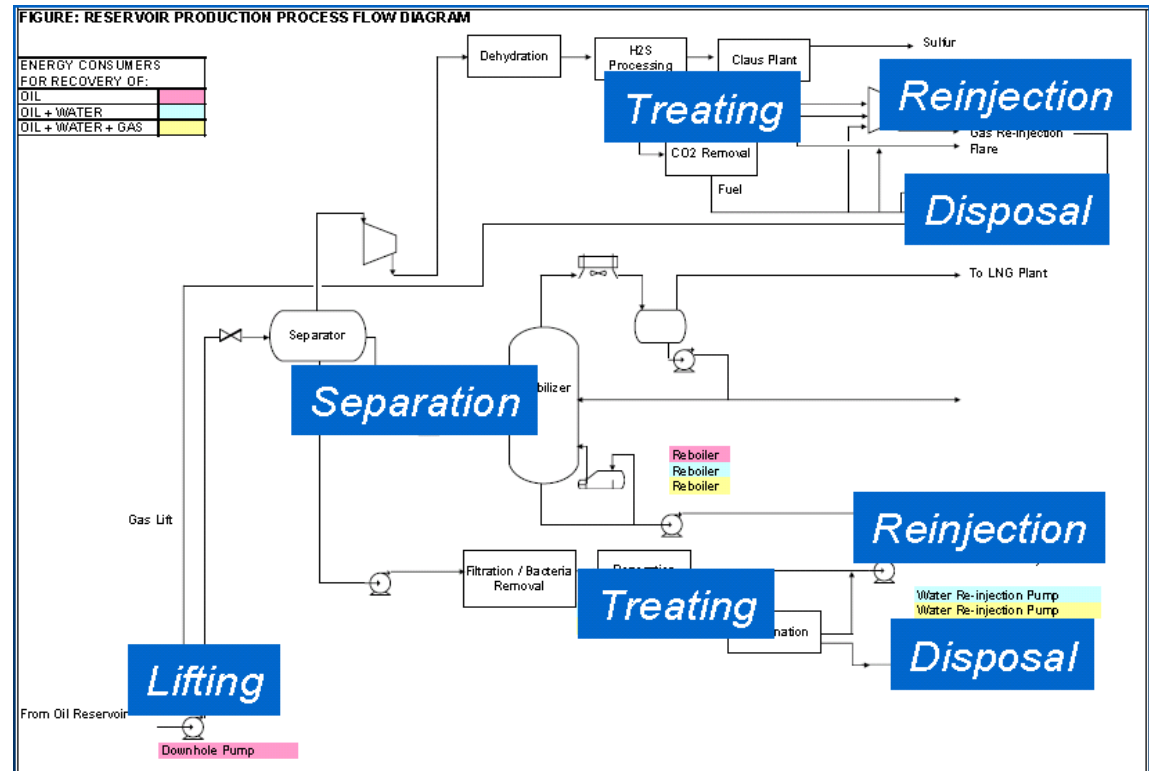 FIGURE: RESERVOIR PRODUCTION PROCESS FLOW DIAGRAM
ENERGY CONSUMERS
FOR RECOVERY OF:
OIL
OIL + WATER
OIL + WATER + GAS
Dehydration
H2S
Processing
Claus Plant
Sulfur
Treating
Reinjection
Gas Re-Injection
Flare
CO2 Removal
Fuel
Disposal
To LNG Plant
Separator
Separation
Reboiler
Reboiler
Reboiler
Gas Lift
Reinjection
Filtration / Bacteria
Removal
Treating
Water Re-injection Pump
Water Re-injection Pump
Disposal
Lifting
From Oil Reservoir
Downhole Pump